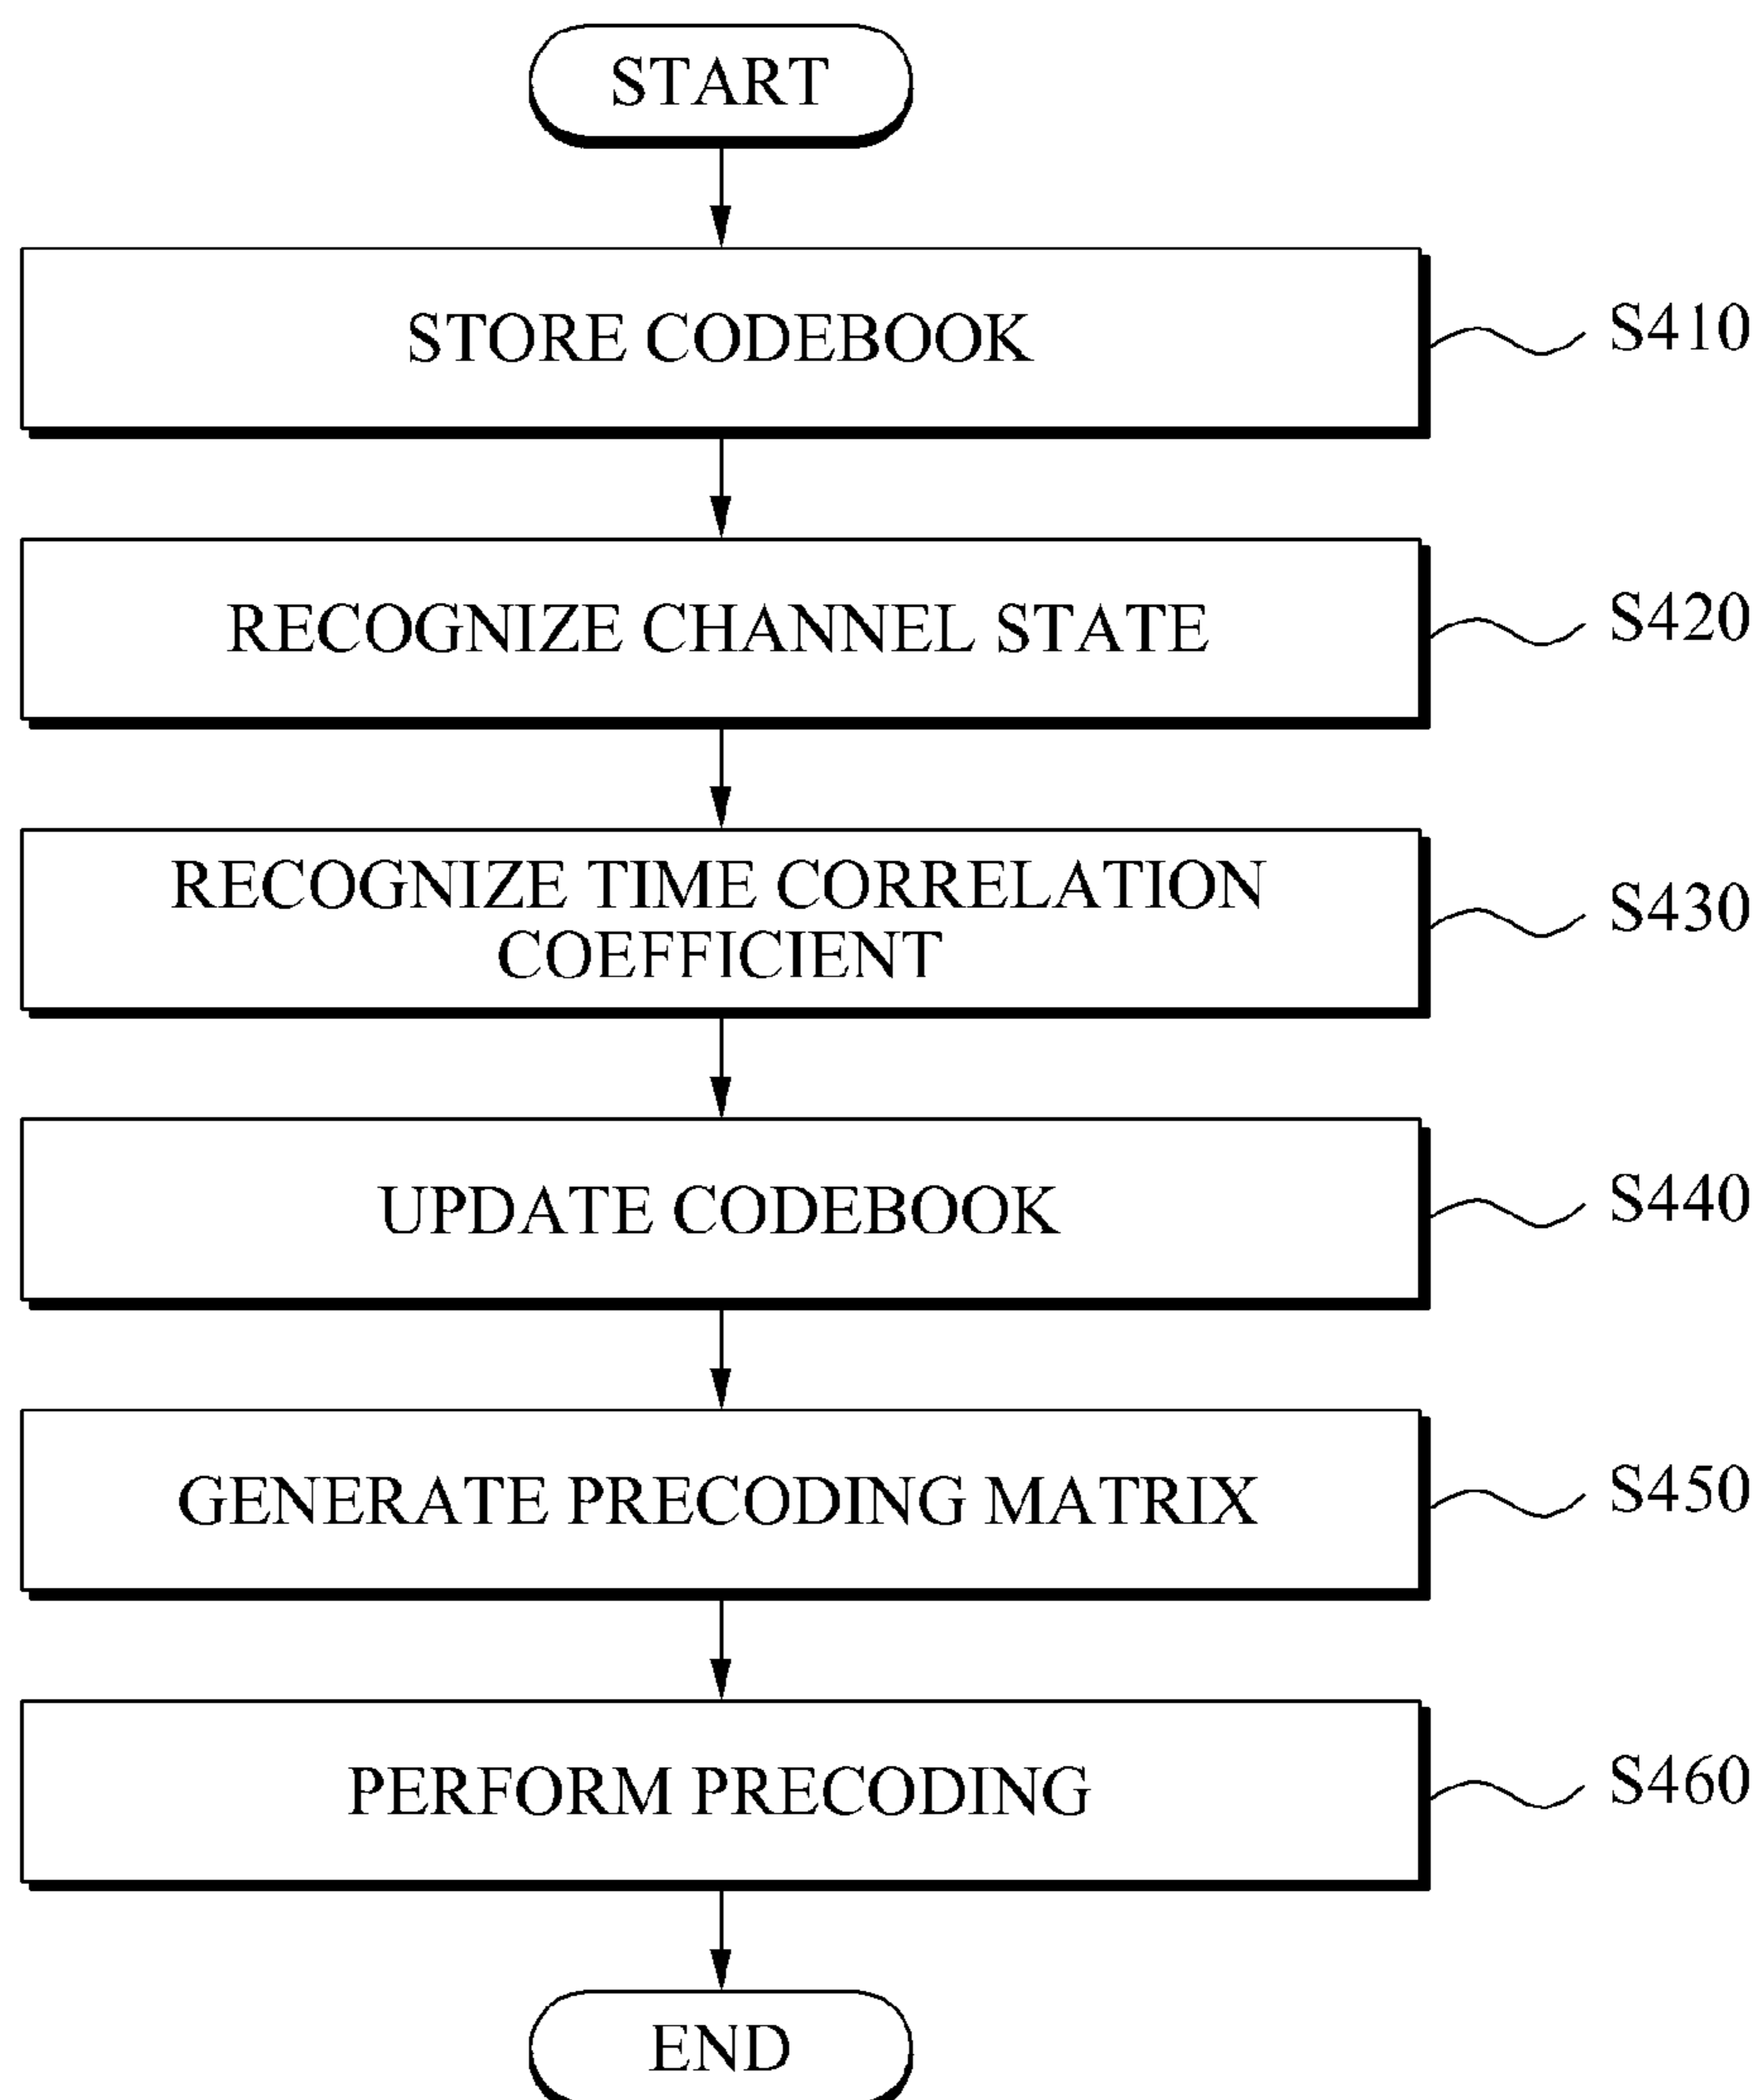 START
STORE CODEBOOK
S410
RECOGNIZE CHANNEL STATE
S420
RECOGNIZE TIME CORRELATION
COEFFICIENT
S430
UPDATE CODEBOOK
S440
GENERATE PRECODING MATRIX
S450
PERFORM PRECODING
S460
END